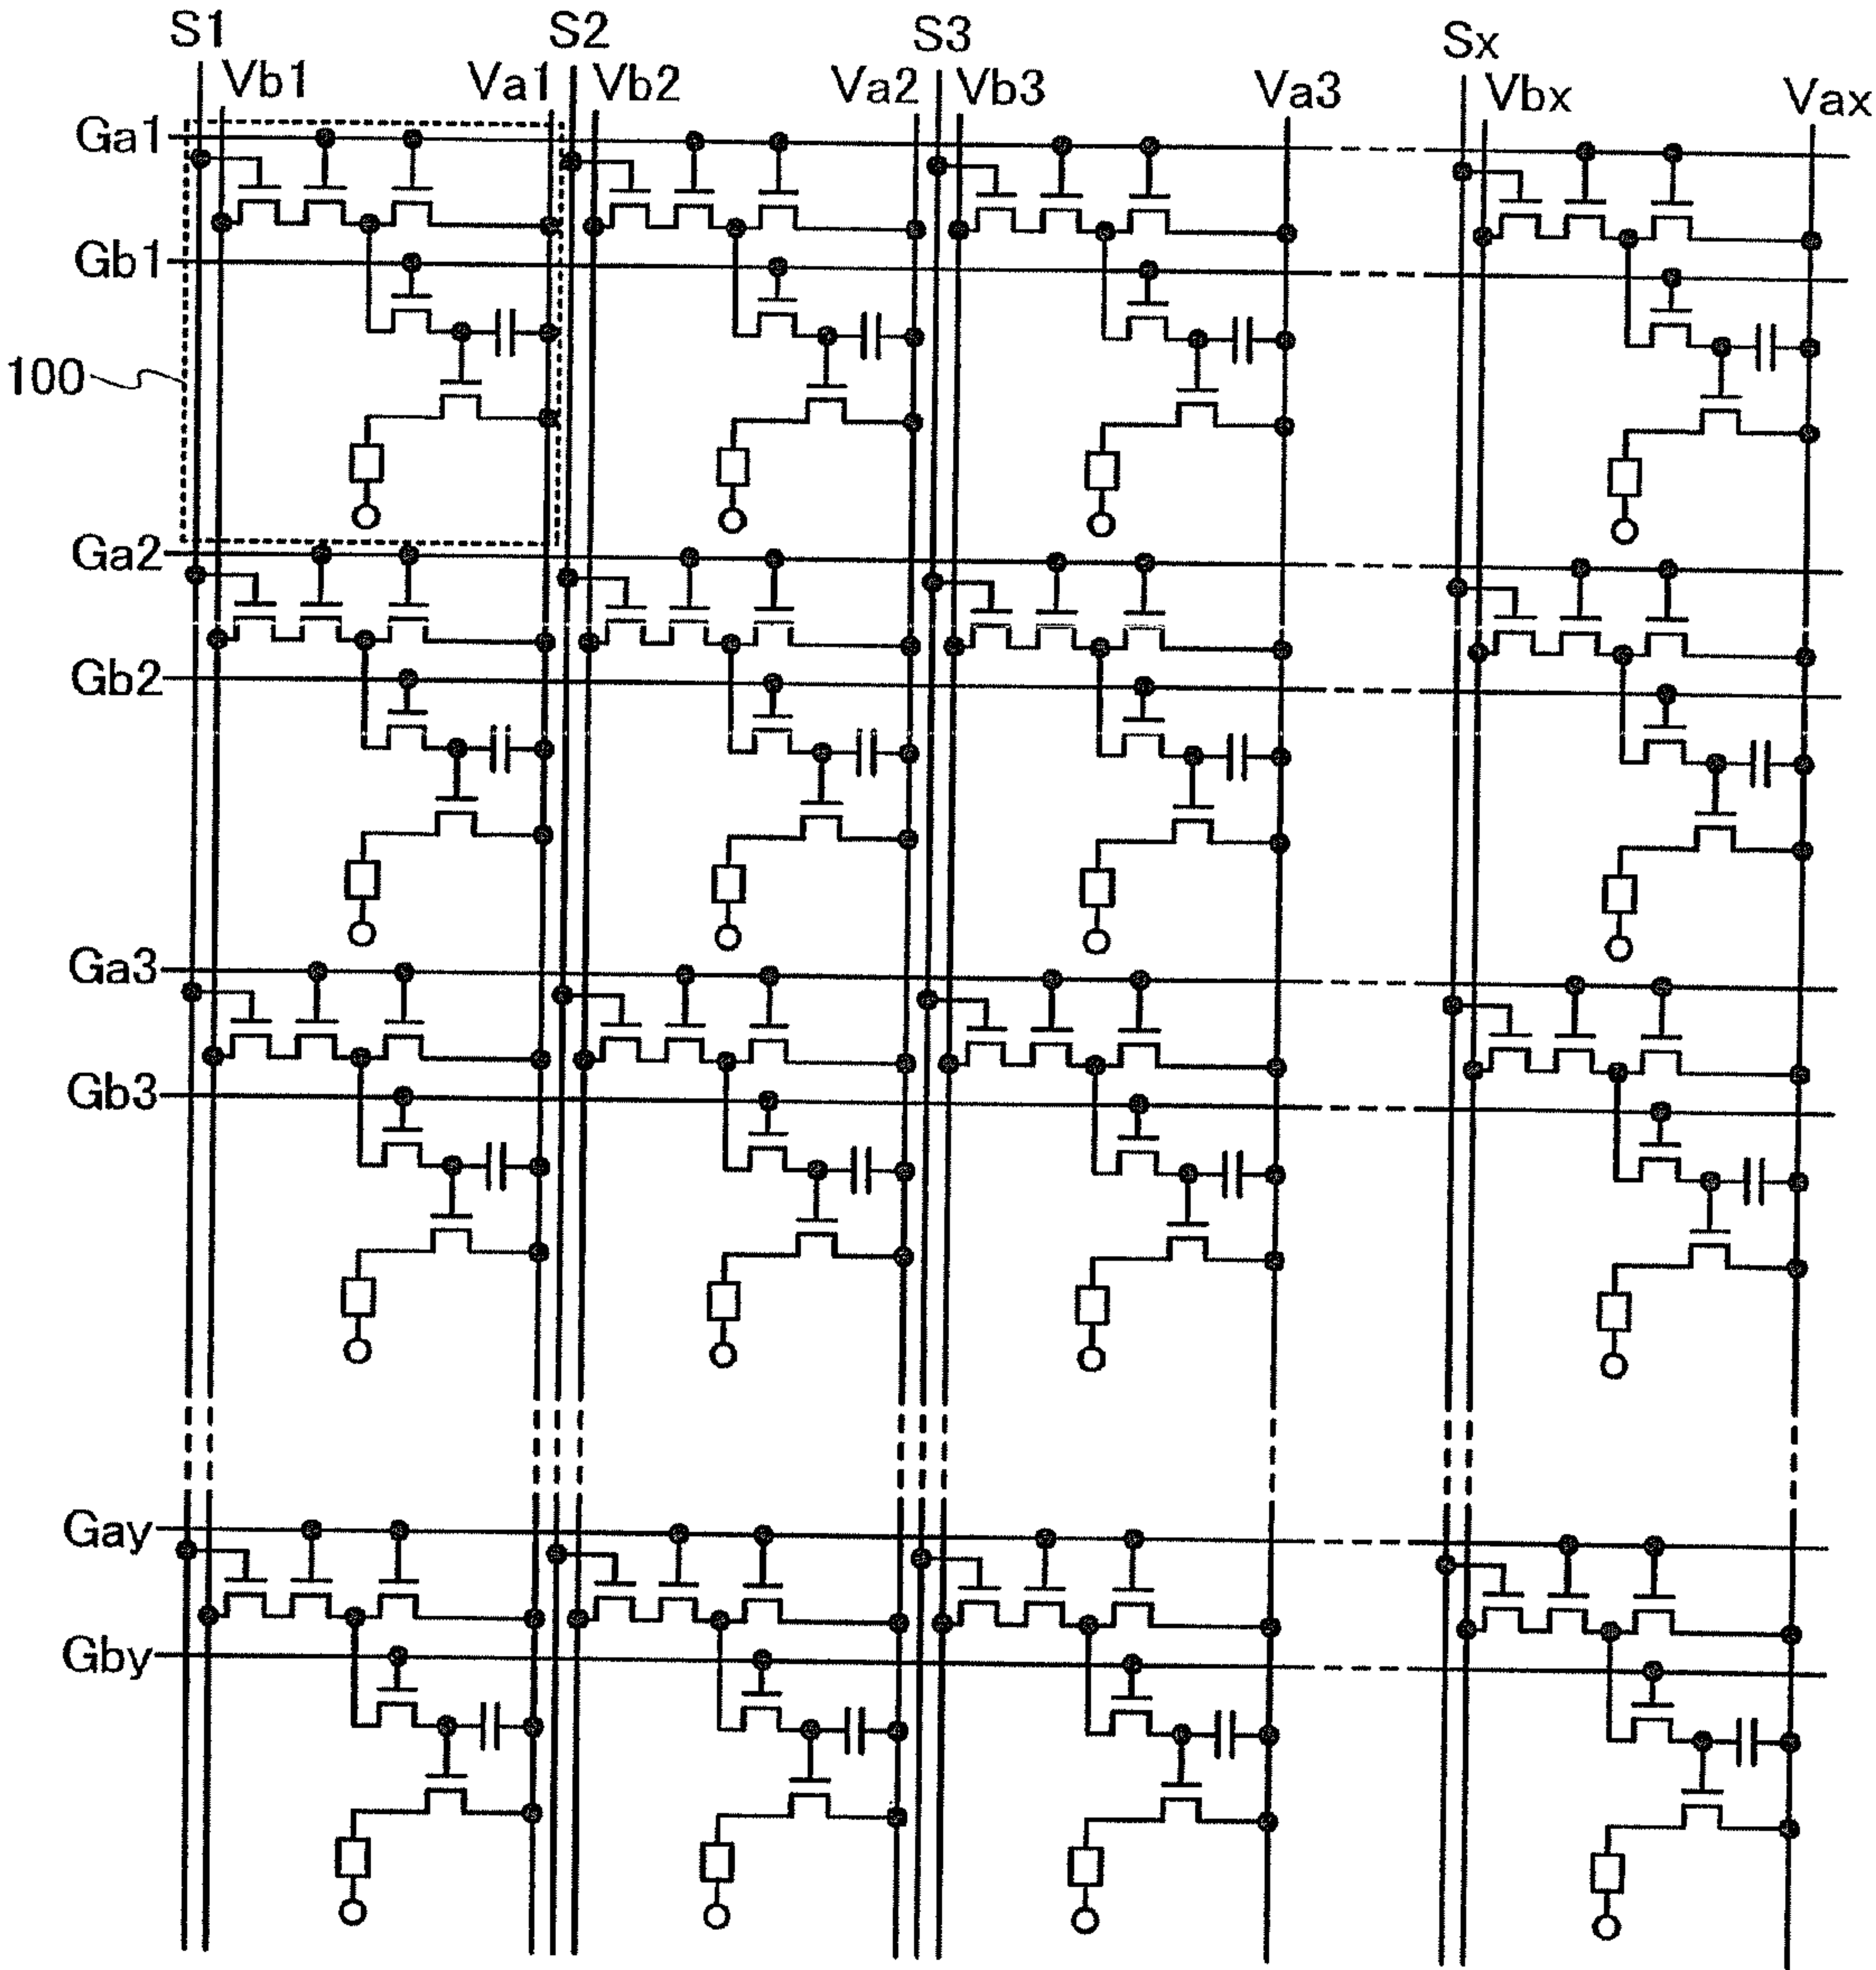 S1 S2 S3 Sx
Vb1 Va1 Vb2 Va2 Vb3 Va3 Vbx Vax
Ga1
Gb1
100
Ga2
Gb2
Ga3
Gb3
Gay
Gby